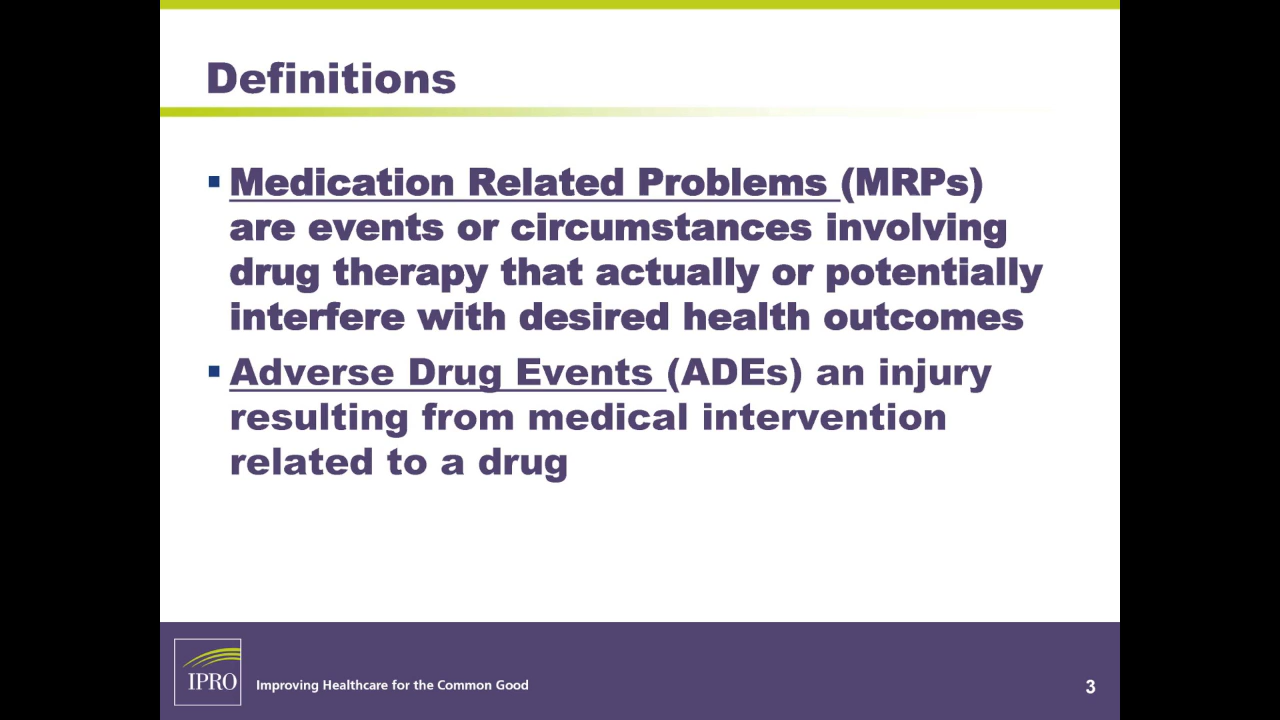 Definitions
▪ Medication Related Problems (MRPs)
are events or circumstances involving
drug therapy that actually or potentially
interfere with desired health outcomes
▪ Adverse Drug Events (ADEs) an injury
resulting from medical intervention
related to a drug
IPRO
Improving Healthcare for the Common Good
3